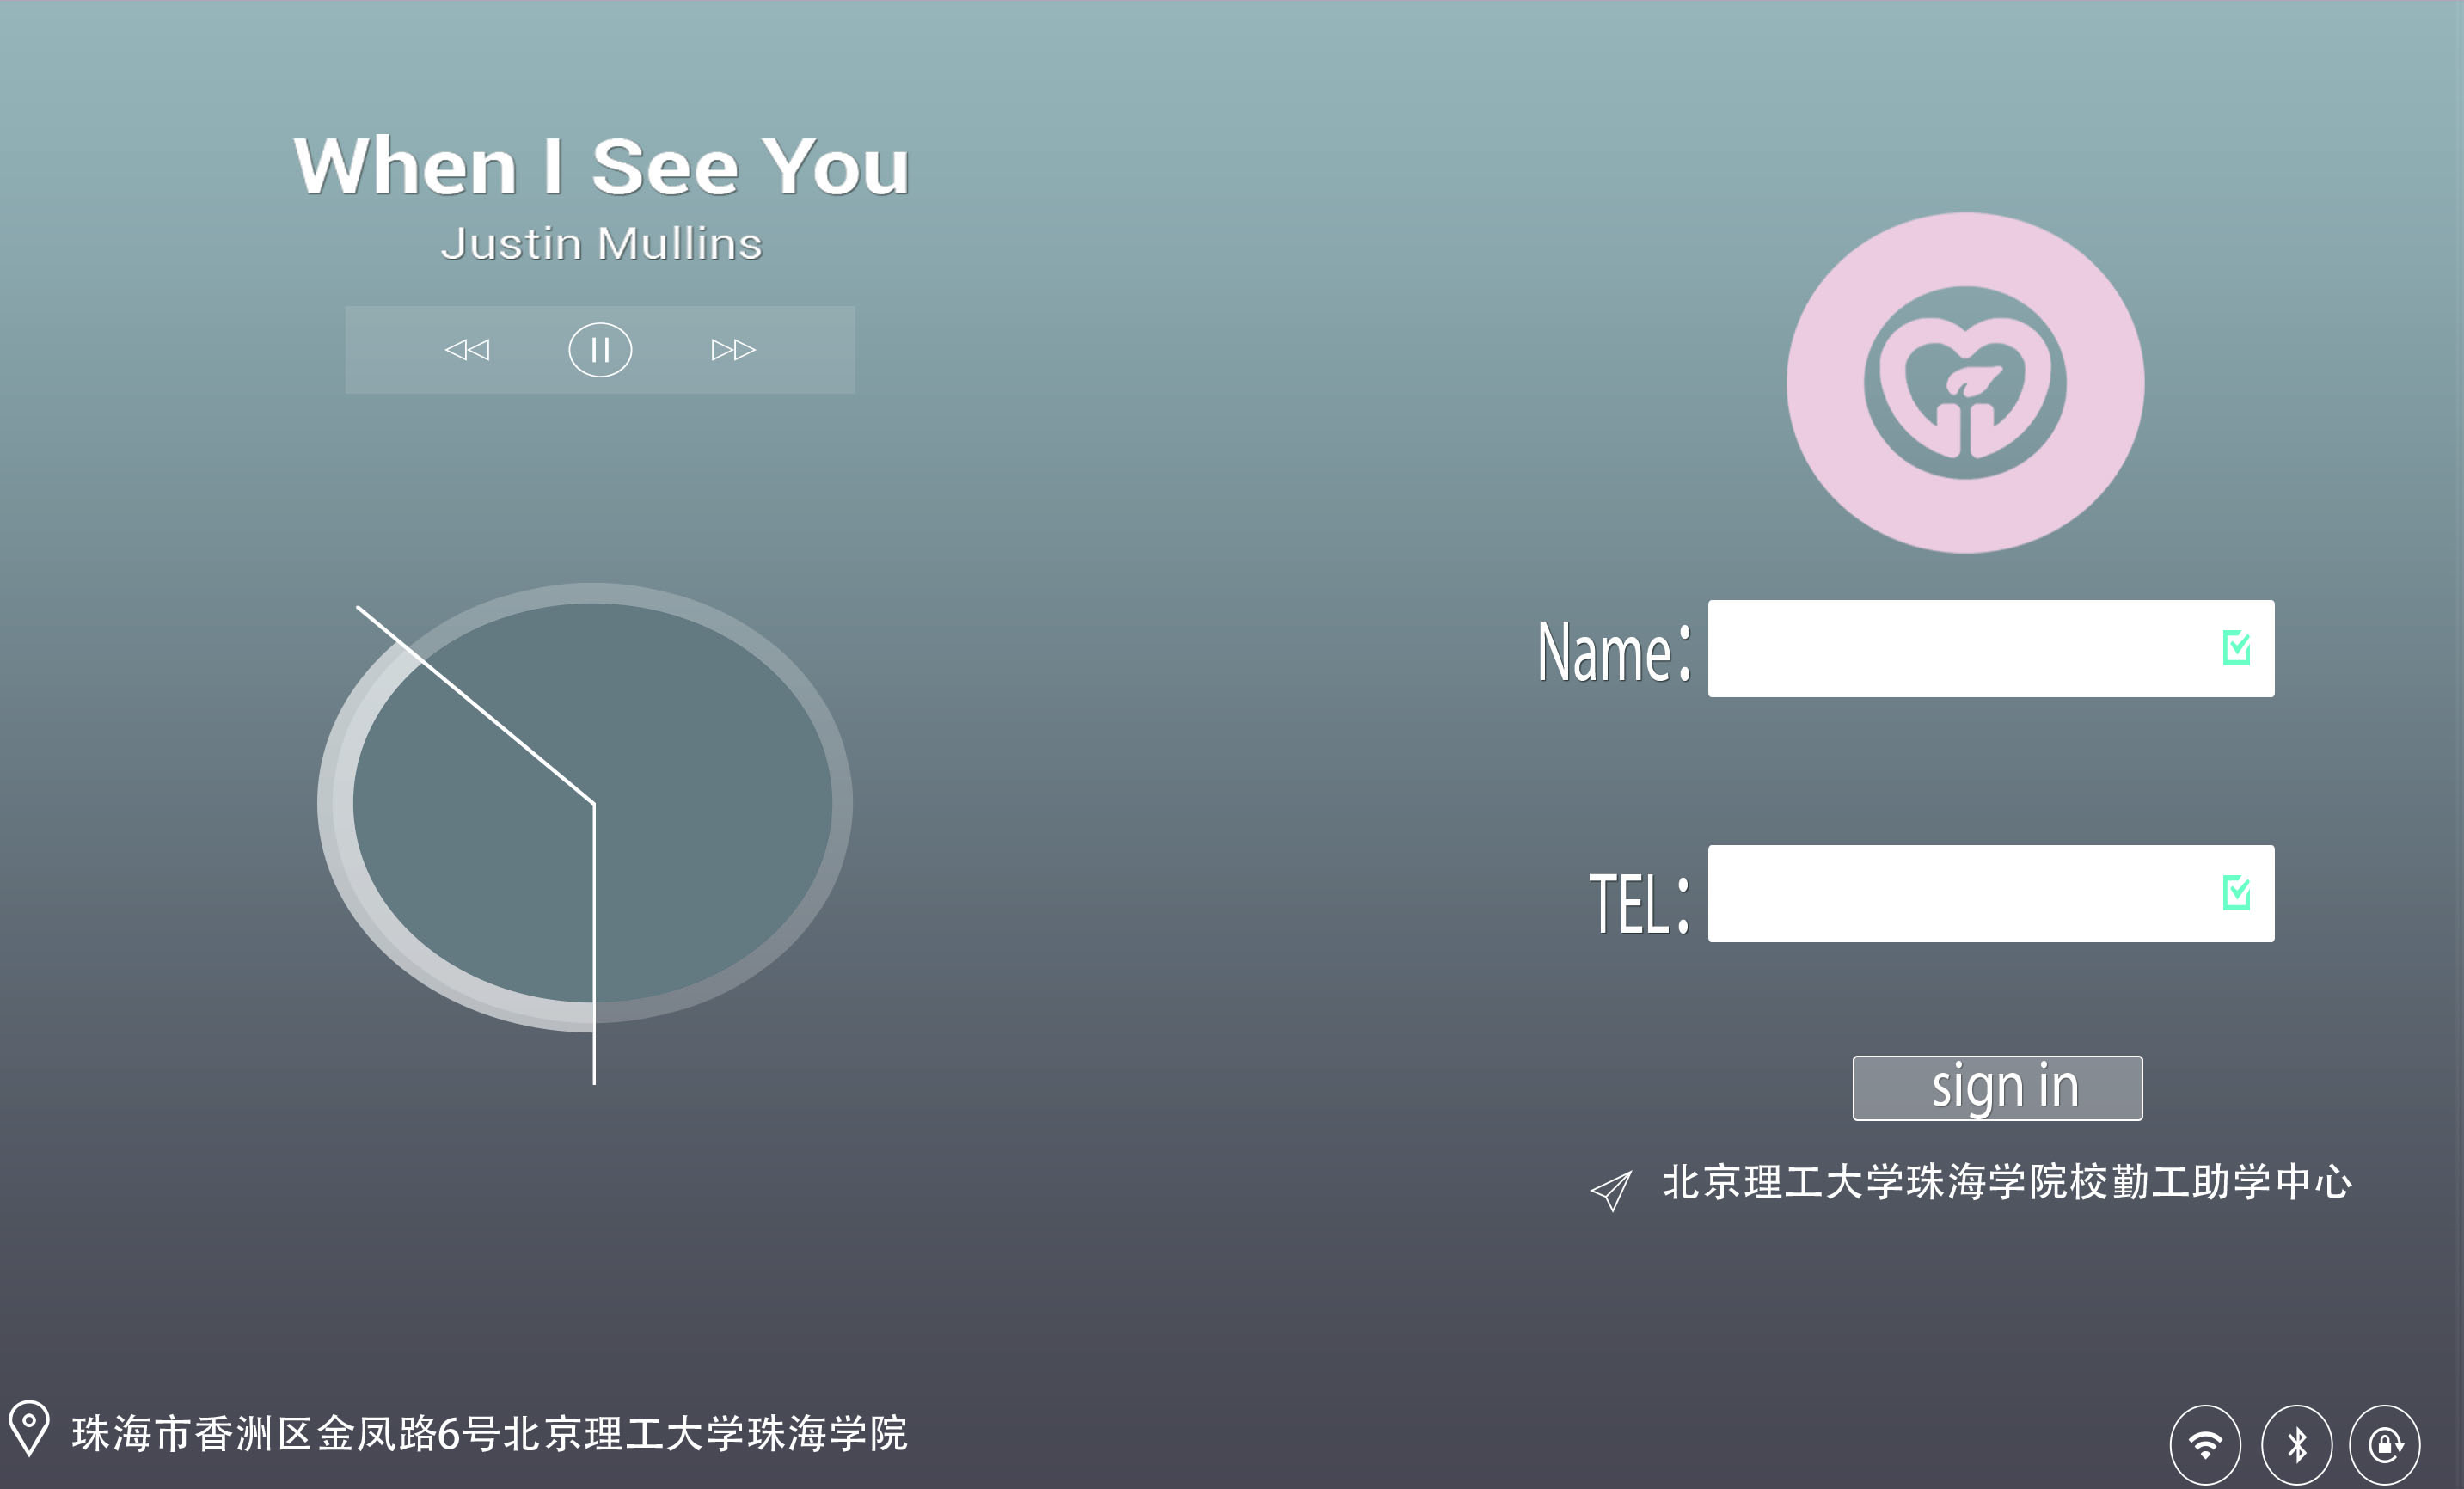 When I See You
Justin Mullins
Name：
TEL：
sign in
北京理工大学珠海学院校勤工助学中心
珠海市香洲区金凤路6号北京理工大学珠海学院